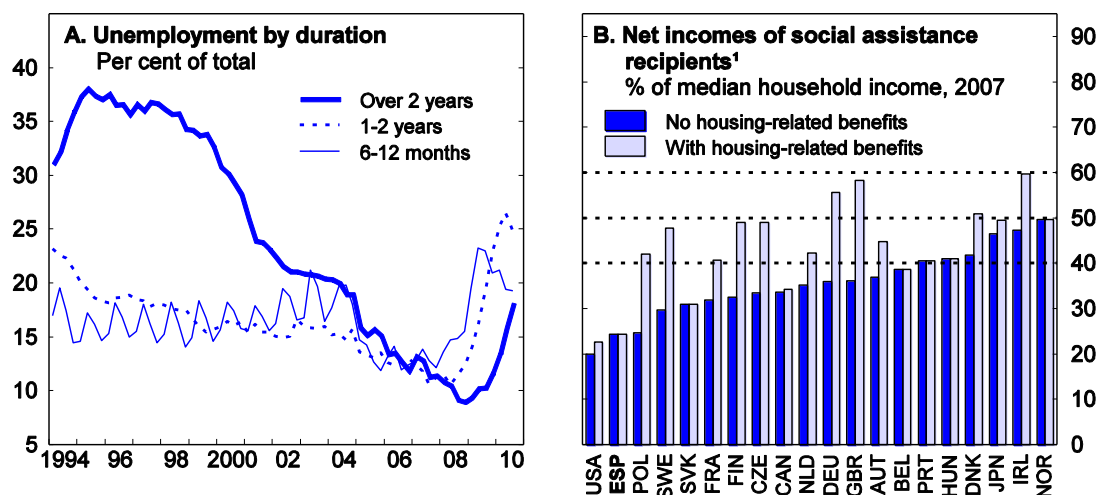 A. Unemployment by duration
Per cent of total
40
35
30
25
20
15
10
5
Over 2 years
1-2 years
6-12 months
1994 96 98 2000 02 04 06 08 10
B. Net incomes of social assistance
recipients¹
% of median household income, 2007
No housing-related benefits
With housing-related benefits
90
80
70
60
50
40
30
20
10
0
USA
ESP
POL
SWE
SVK
FRA
FIN
CZE
CAN
NLD
DEU
GBR
AUT
BEL
PRT
HUN
DNK
JPN
IRL
NOR